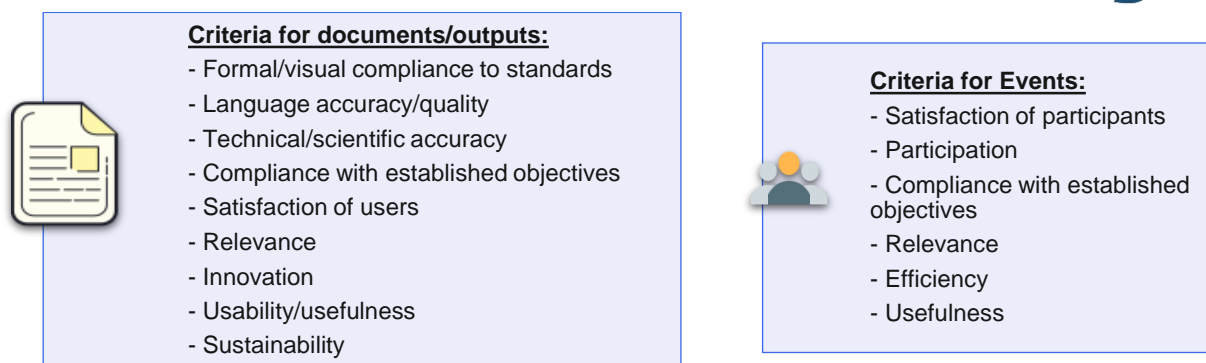 Criteria for documents/outputs:
- Formal/visual compliance to standards
- Language accuracy/quality
- Technical/scientific accuracy
- Compliance with established objectives
- Satisfaction of users
- Relevance
- Innovation
- Usability/usefulness
- Sustainability
Criteria for Events:
- Satisfaction of participants
- Participation
- Compliance with established
objectives
- Relevance
- Efficiency
- Usefulness